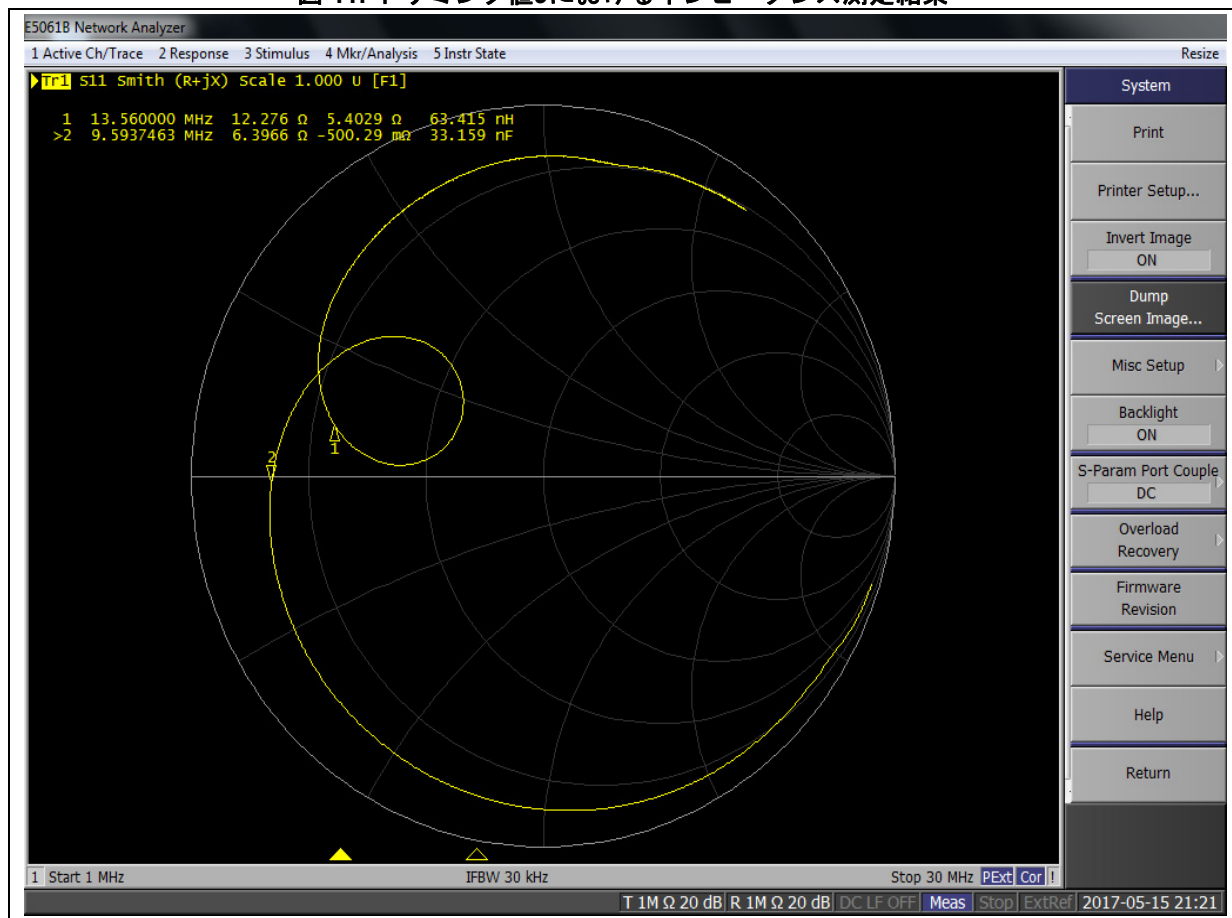 E5061B Network Analyzer
1 Active Ch/Trace 2 Response 3 Stimulus 4 Mkr/Analysis 5 Instr State Resize
Tr1 S11 Smith (R+jX) Scale 1.000 U [F1]
1 13.560000 MHz 12.276 Ω 5.4029 Ω 63.415 nH
>2 9.5937463 MHz 6.3966 Ω -500.29 mΩ 33.159 nF
2
1
System
Print
Printer Setup...
Invert Image
ON
Dump
Screen Image...
Misc Setup
Backlight
ON
S-Param Port Couple
DC
Overload
Recovery
Firmware
Revision
Service Menu
Help
Return
1 Start 1 MHz IFBW 30 kHz Stop 30 MHz PExt Cor !
T 1M Ω 20 dB R 1M Ω 20 dB DC LF OFF Meas Stop ExtRef 2017-05-15 21:21